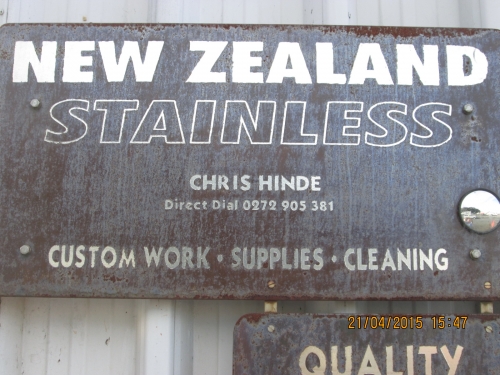 NEW ZEALAND
STAINLESS
CHRIS HINDE
Direct Dial 0272 905 381
CUSTOM WORK · SUPPLIES · CLEANING
21/04/2015 15:47
QUALITY